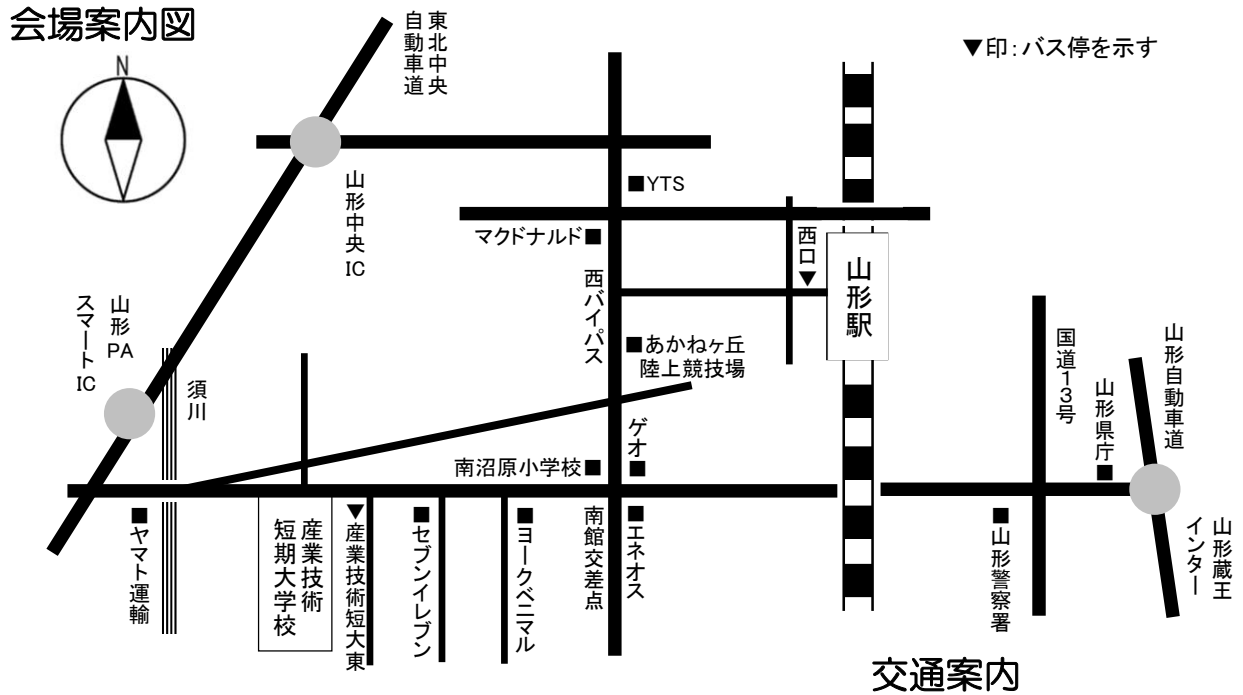 会場案内図
N
東北中央
自動車道
▼印：バス停を示す
山形中央IC
■YTS
マクドナルド■
西口▼
山形駅
西バイパス
山形PA
スマートIC
須川
■あかねヶ丘
陸上競技場
国道13号
山形県庁■
山形自動車道
ゲオ■
南沼原小学校■
■ヤマト運輸
産業技術
短期大学校
▼産業技術短大東
■セブンイレブン
■ヨークベニマル
南館交差点
■エネオス
■山形警察署
山形蔵王
インター
交通案内